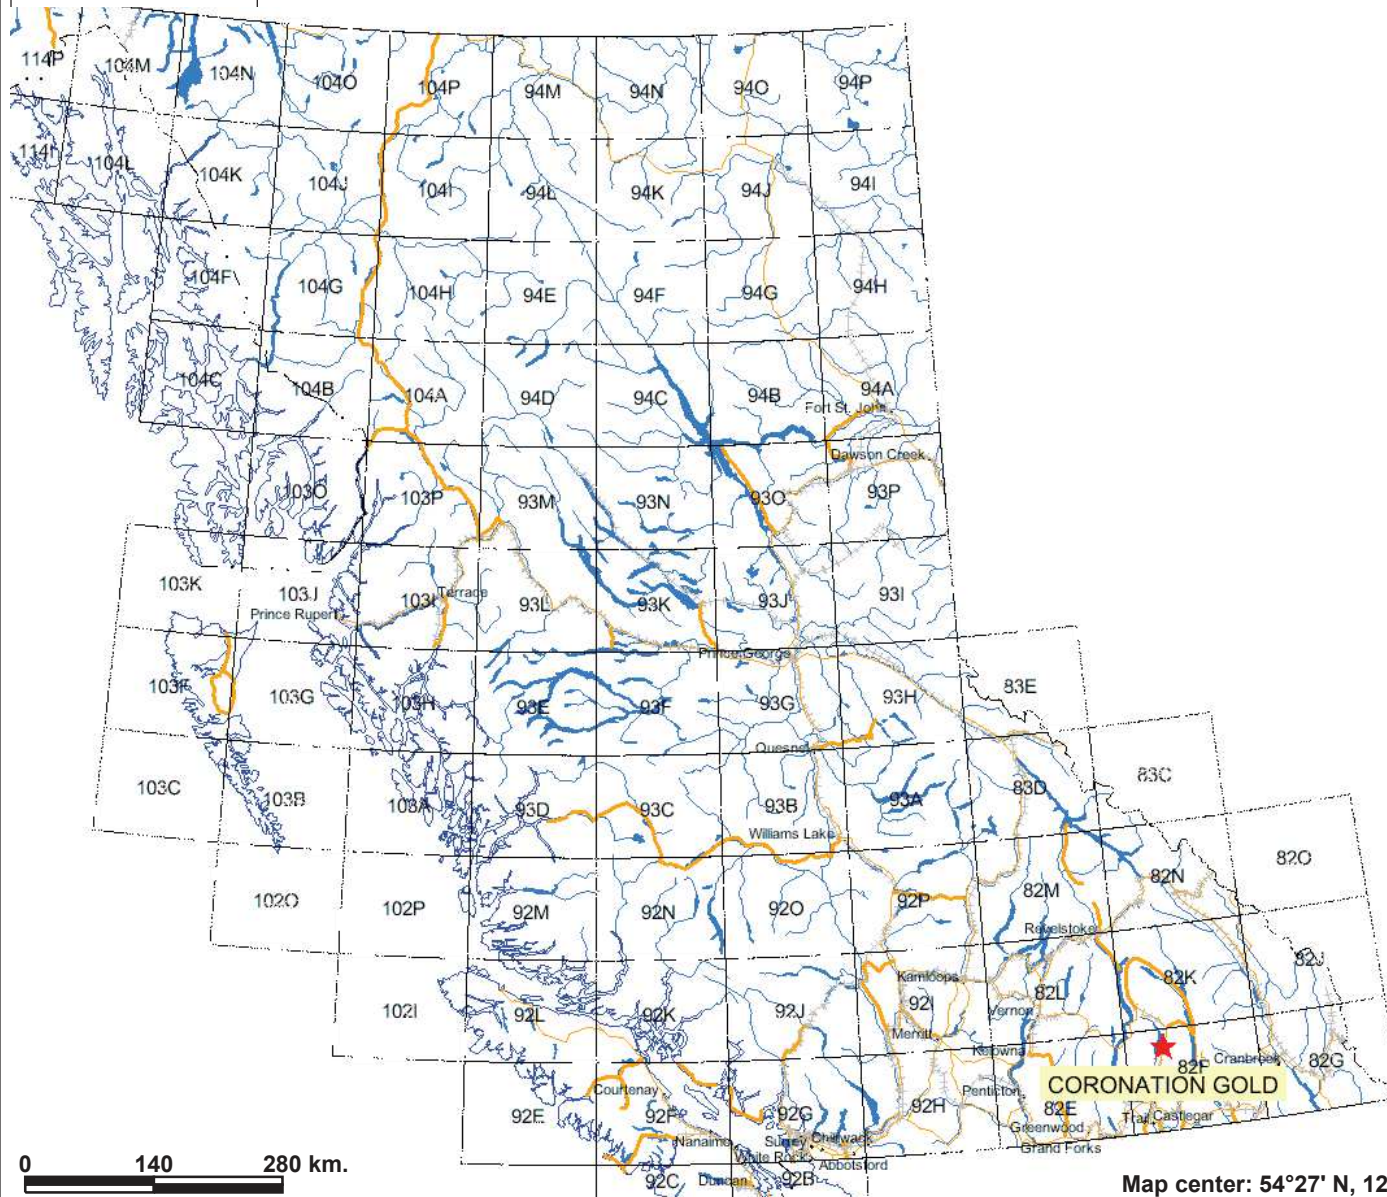 114P
104M
104N
104O
104P
94M
94N
94O
94P
104L
104K
104J
104I
94L
94K
94J
94I
104F
104G
104H
94E
94F
94G
94H
104C
104B
104A
94D
94C
94B
94A
Fort St. John
Dawson Creek
103O
103P
93M
93N
93O
93P
103K
103J
Prince Rupert
103I
Terrace
93L
93K
93J
93I
Prince George
103F
103G
103H
93E
93F
93G
93H
83E
Quesnel
103C
103B
103A
93D
93C
93B
93A
83D
83C
Williams Lake
102O
102P
92M
92N
92O
92P
82M
82N
82O
Revelstoke
102I
92L
92K
92J
Kamloops
92I
82L
82K
82J
Vernon
Merritt
Kelowna
82F
Cranbrook
82G
CORONATION GOLD
Courtenay
92E
92F
92G
92H
Penticton
82E
Trail
Castlegar
Greenwood
Grand Forks
Nanaimo
Surrey
Chilliwack
White Rock
Abbotsford
92C
Duncan
92B
0 140 280 km.
Map center: 54°27' N, 12